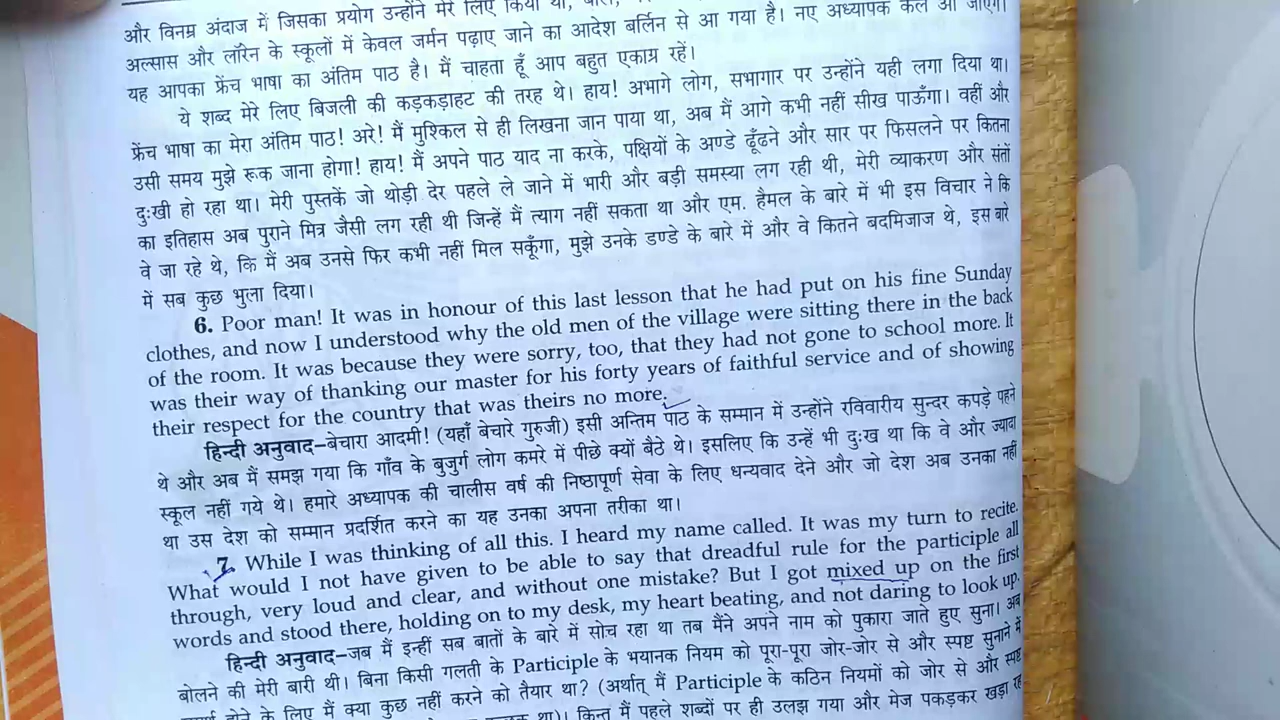 और विनम्र अंदाज में जिसका प्रयोग उन्होंने मेरे लिए किया था,
अल्सास और लॉरेन के स्कूलों में केवल जर्मन पढ़ाए जाने का आदेश बर्लिन से आ गया है। नए अध्यापक कल आ जाएंगे।
यह आपका फ्रेंच भाषा का अंतिम पाठ है। मैं चाहता हूँ आप बहुत एकाग्र रहें।
ये शब्द मेरे लिए बिजली की कड़कड़ाहट की तरह थे। हाय! अभागे लोग, सभागार पर उन्होंने यही लगा दिया था।
फ्रेंच भाषा का मेरा अंतिम पाठ! अरे! मैं मुश्किल से ही लिखना जान पाया था, अब मैं आगे कभी नहीं सीख पाऊँगा। वहीं और
उसी समय मुझे रूक जाना होगा! हाय! मैं अपने पाठ याद ना करके, पक्षियों के अण्डे ढूँढने और सार पर फिसलने पर कितना
दुःखी हो रहा था। मेरी पुस्तकें जो थोड़ी देर पहले ले जाने में भारी और बड़ी समस्या लग रही थी, मेरी व्याकरण और संतों
का इतिहास अब पुराने मित्र जैसी लग रही थी जिन्हें मैं त्याग नहीं सकता था और एम. हैमल के बारे में भी इस विचार ने कि
वे जा रहे थे, कि मैं अब उनसे फिर कभी नहीं मिल सकूँगा, मुझे उनके डण्डे के बारे में और वे कितने बदमिजाज थे, इस बारे
में सब कुछ भुला दिया।
6. Poor man! It was in honour of this last lesson that he had put on his fine Sunday
clothes, and now I understood why the old men of the village were sitting there in the back
of the room. It was because they were sorry, too, that they had not gone to school more. It
was their way of thanking our master for his forty years of faithful service and of showing
their respect for the country that was theirs no more.
हिन्दी अनुवाद–बेचारा आदमी! (यहाँ बेचारे गुरुजी) इसी अन्तिम पाठ के सम्मान में उन्होंने रविवारीय सुन्दर कपड़े पहने
थे और अब मैं समझ गया कि गाँव के बुजुर्ग लोग कमरे में पीछे क्यों बैठे थे। इसलिए कि उन्हें भी दुःख था कि वे और ज्यादा
स्कूल नहीं गये थे। हमारे अध्यापक की चालीस वर्ष की निष्ठापूर्ण सेवा के लिए धन्यवाद देने और जो देश अब उनका नहीं
था उस देश को सम्मान प्रदर्शित करने का यह उनका अपना तरीका था।
7. While I was thinking of all this. I heard my name called. It was my turn to recite.
What would I not have given to be able to say that dreadful rule for the participle all
through, very loud and clear, and without one mistake? But I got mixed up on the first
words and stood there, holding on to my desk, my heart beating, and not daring to look up.
हिन्दी अनुवाद–जब मैं इन्हीं सब बातों के बारे में सोच रहा था तब मैंने अपने नाम को पुकारा जाते हुए सुना। अब
बोलने की मेरी बारी थी। बिना किसी गलती के Participle के भयानक नियम को पूरा-पूरा जोर-जोर से और स्पष्ट सुनाने में
होने के लिए मैं क्या कुछ नहीं करने को तैयार था? (अर्थात् मैं Participle के कठिन नियमों को जोर से और स्पष्ट
था)। किन्तु मैं पहले शब्दों पर ही उलझ गया और मेज पकड़कर खड़ा